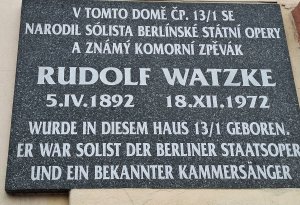 V TOMTO DOMĚ ČP. 13/1 SE
NARODIL SÓLISTA BERLÍNSKÉ STÁTNÍ OPERY
A ZNÁMÝ KOMORNÍ ZPĚVÁK
RUDOLF WATZKE
5.IV.1892 18.XII.1972
WURDE IN DIESEM HAUS 13/1 GEBOREN.
ER WAR SOLIST DER BERLINER STAATSOPER
UND EIN BEKANNTER KAMMERSÄNGER